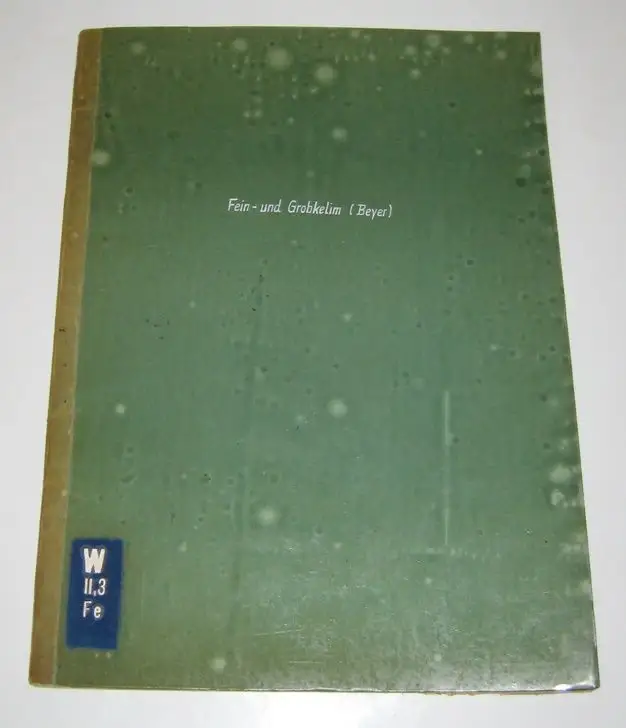 Fein- und Grobkelim (Beyer)
W
II,3
Fe